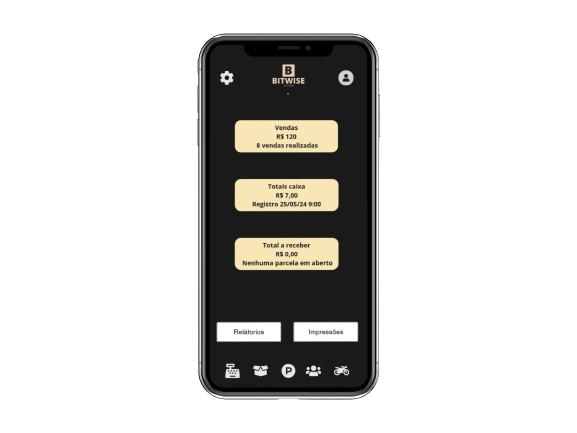 B
BITWISE
Vendas
R$ 120
8 vendas realizadas
Totais caixa
R$ 7,00
Registro 25/05/24 9:00
Total a receber
R$ 0,00
Nenhuma parcela em aberto
Relátorios
Impressões
P